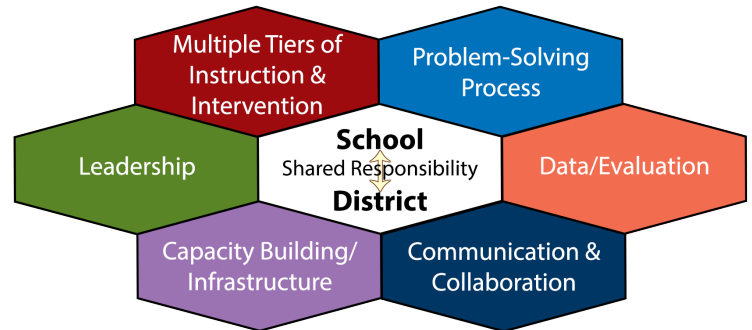 Multiple Tiers of
Instruction &
Intervention
Problem-Solving
Process
Leadership
School
Shared Responsibility
District
Data/Evaluation
Capacity Building/
Infrastructure
Communication &
Collaboration